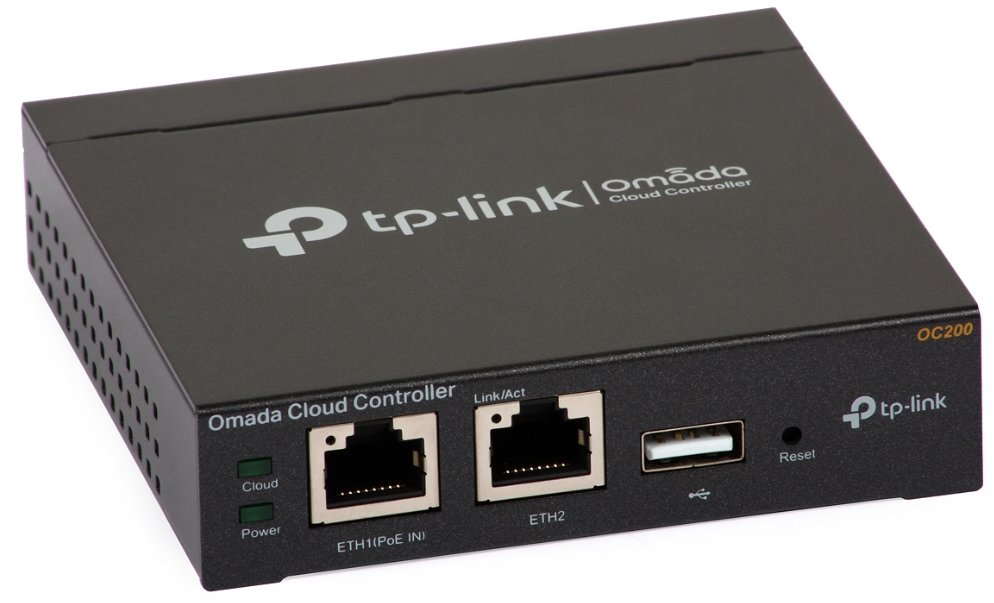 tp-link | Omada
Cloud Controller
OC200
Omada Cloud Controller
Link/Act
tp-link
Cloud
Reset
Power
ETH1(PoE IN)
ETH2